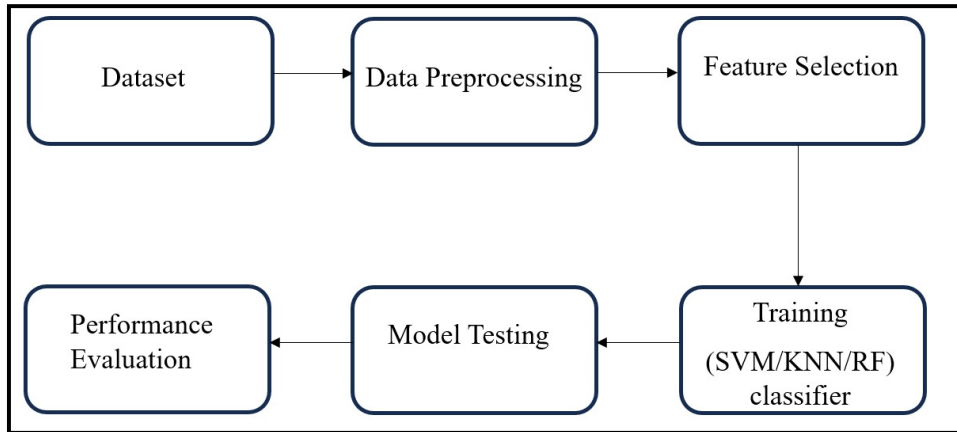 Dataset
Data Preprocessing
Feature Selection
Training
(SVM/KNN/RF)
classifier
Model Testing
Performance
Evaluation